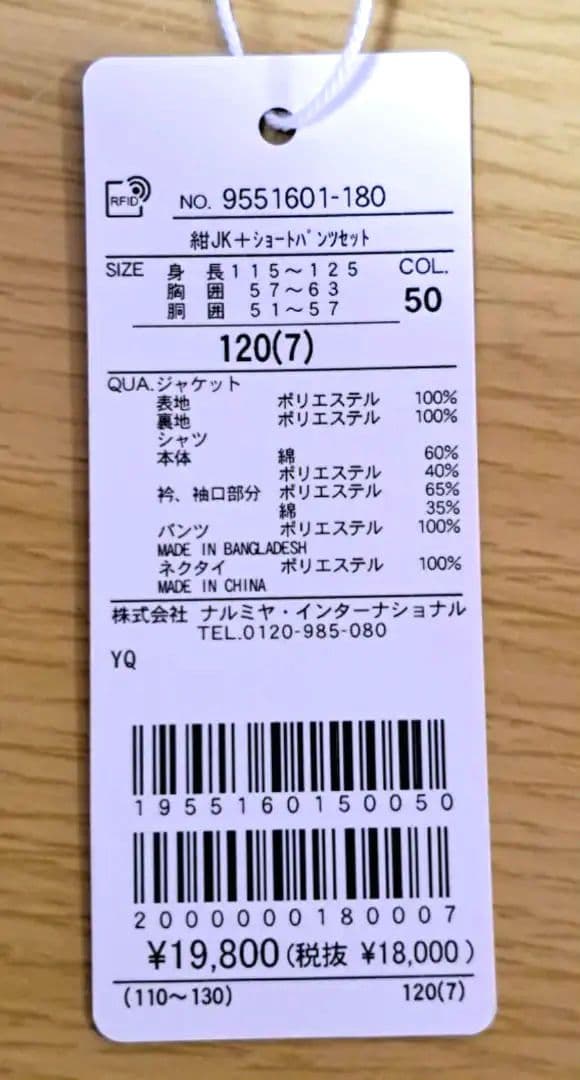 RFID
NO. 9551601-180
紺JK+ショートパンツセット
SIZE 身長115〜125 COL.
胸囲 57〜63 50
胴囲 51〜57
120(7)
QUA.ジャケット
表地 ポリエステル 100%
裏地 ポリエステル 100%
シャツ
本体 綿 60%
ポリエステル 40%
衿、袖口部分 ポリエステル 65%
綿 35%
パンツ ポリエステル 100%
MADE IN BANGLADESH
ネクタイ ポリエステル 100%
MADE IN CHINA
株式会社 ナルミヤ・インターナショナル
TEL.0120-985-080
YQ
1955160150050
2000000180007
¥19,800(税抜 ¥18,000)
(110〜130) 120(7)